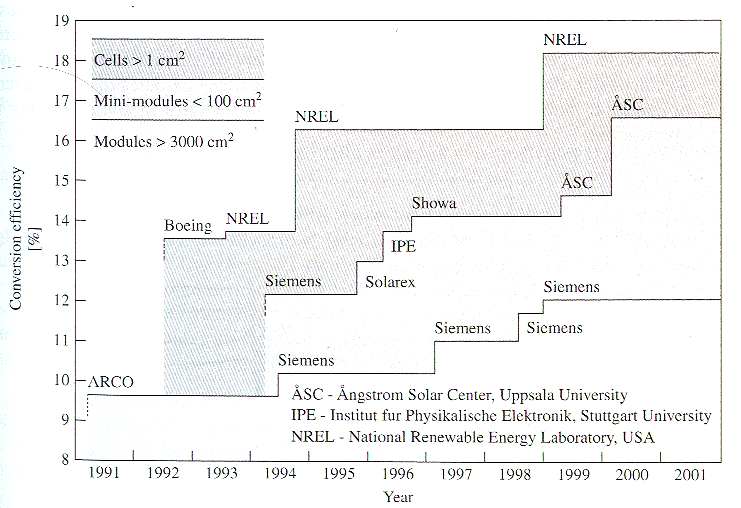 19
18
17
16
15
14
13
12
11
10
9
8
Conversion efficiency
[%]
Cells > 1 cm²
Mini-modules < 100 cm²
Modules > 3000 cm²
NREL
ÅSC
NREL
ÅSC
Showa
Boeing
NREL
IPE
Siemens
Solarex
Siemens
Siemens
Siemens
Siemens
ARCO
ÅSC - Ångstrom Solar Center, Uppsala University
IPE - Institut fur Physikalische Elektronik, Stuttgart University
NREL - National Renewable Energy Laboratory, USA
1991 1992 1993 1994 1995 1996 1997 1998 1999 2000 2001
Year